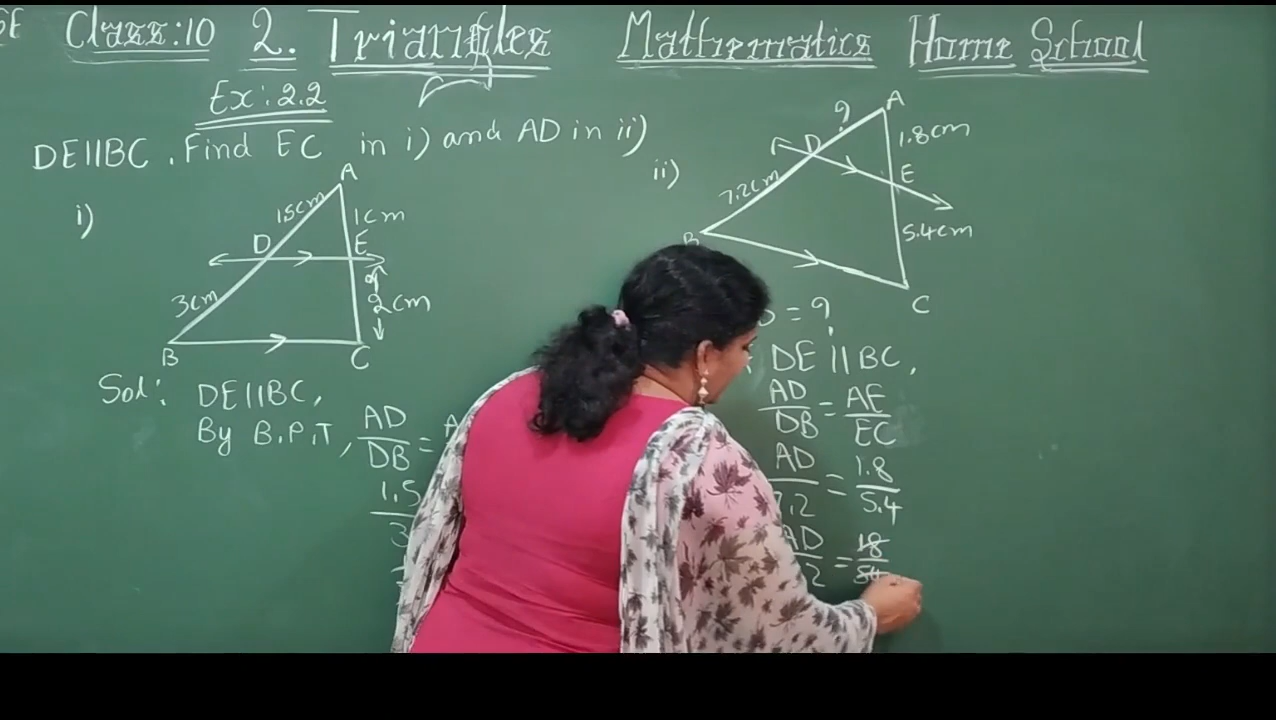 Class:10 2. Triangles Mathematics Home School
Ex: 2.2
DE||BC . Find EC in i) and AD in ii)
i)
A
1.5cm
1cm
D
E
3cm
?
2cm
B
C
Sol: DE||BC,
By B.P.T, AD/DB =
1.5
3
ii)
?
A
1.8cm
D
E
7.2cm
5.4cm
B
C
= ?
DE || BC,
AD/DB = AE/EC
AD/7.2 = 1.8/5.4
AD = 18/54